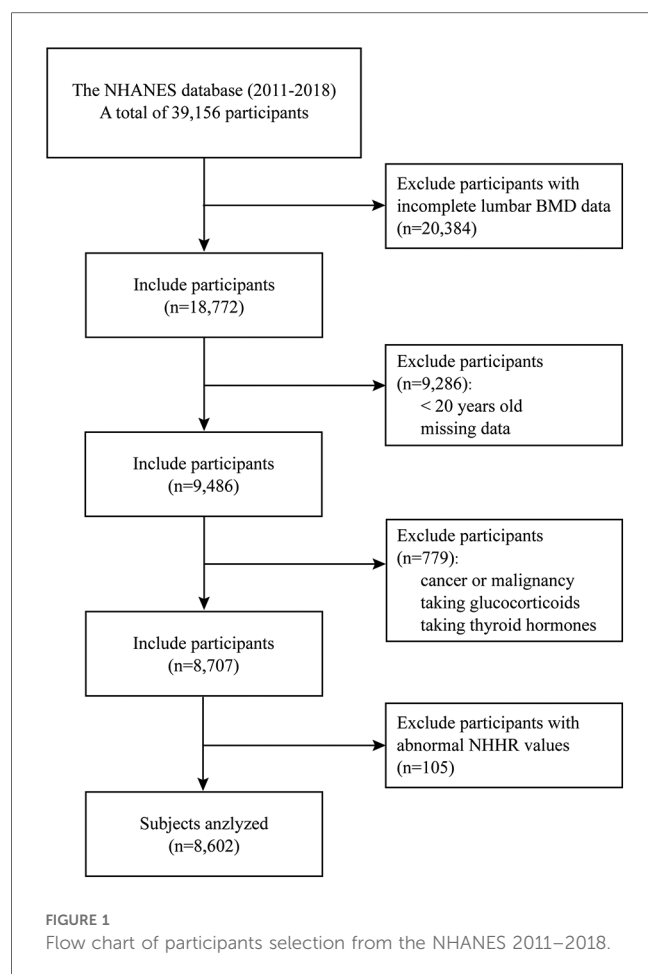 The NHANES database (2011-2018)
A total of 39,156 participants
Exclude participants with
incomplete lumbar BMD data
(n=20,384)
Include participants
(n=18,772)
Exclude participants
(n=9,286):
< 20 years old
missing data
Include participants
(n=9,486)
Exclude participants
(n=779):
cancer or malignancy
taking glucocorticoids
taking thyroid hormones
Include participants
(n=8,707)
Exclude participants with
abnormal NHHR values
(n=105)
Subjects anzlyzed
(n=8,602)
FIGURE 1
Flow chart of participants selection from the NHANES 2011–2018.